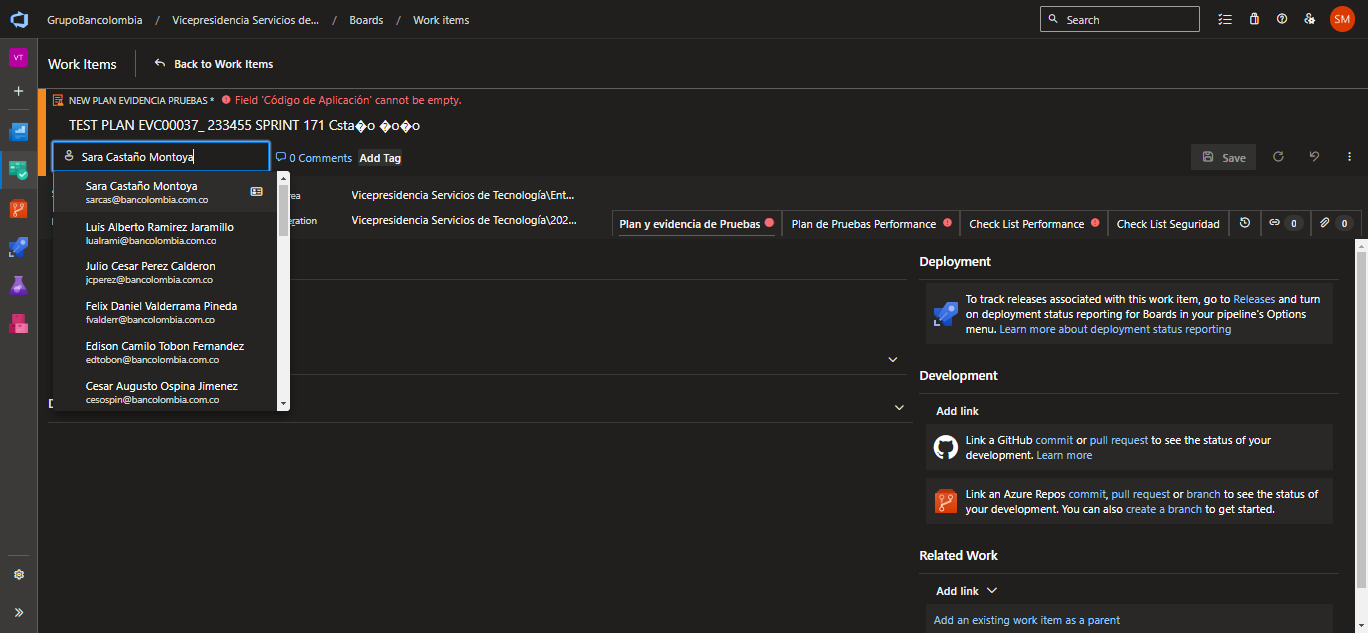 GrupoBancolombia / Vicepresidencia Servicios de... / Boards / Work items
Search
SM
VT
Work Items
Back to Work Items
NEW PLAN EVIDENCIA PRUEBAS * Field 'Código de Aplicación' cannot be empty.
TEST PLAN EVC00037_ 233455 SPRINT 171 Csta�o �o�o
Sara Castaño Montoya
0 Comments
Add Tag
Save
Sara Castaño Montoya
sarcas@bancolombia.com.co
Luis Alberto Ramirez Jaramillo
lualrami@bancolombia.com.co
Julio Cesar Perez Calderon
jcperez@bancolombia.com.co
Felix Daniel Valderrama Pineda
fvalderr@bancolombia.com.co
Edison Camilo Tobon Fernandez
edtobon@bancolombia.com.co
Cesar Augusto Ospina Jimenez
cesospin@bancolombia.com.co
rea
Vicepresidencia Servicios de Tecnología\Ent...
eration
Vicepresidencia Servicios de Tecnología\202...
Plan y evidencia de Pruebas
Plan de Pruebas Performance
Check List Performance
Check List Seguridad
0
0
Deployment
To track releases associated with this work item, go to Releases and turn
on deployment status reporting for Boards in your pipeline's Options
menu. Learn more about deployment status reporting
Development
Add link
Link a GitHub commit or pull request to see the status of your
development. Learn more
Link an Azure Repos commit, pull request or branch to see the status of
your development. You can also create a branch to get started.
Related Work
Add link
Add an existing work item as a parent